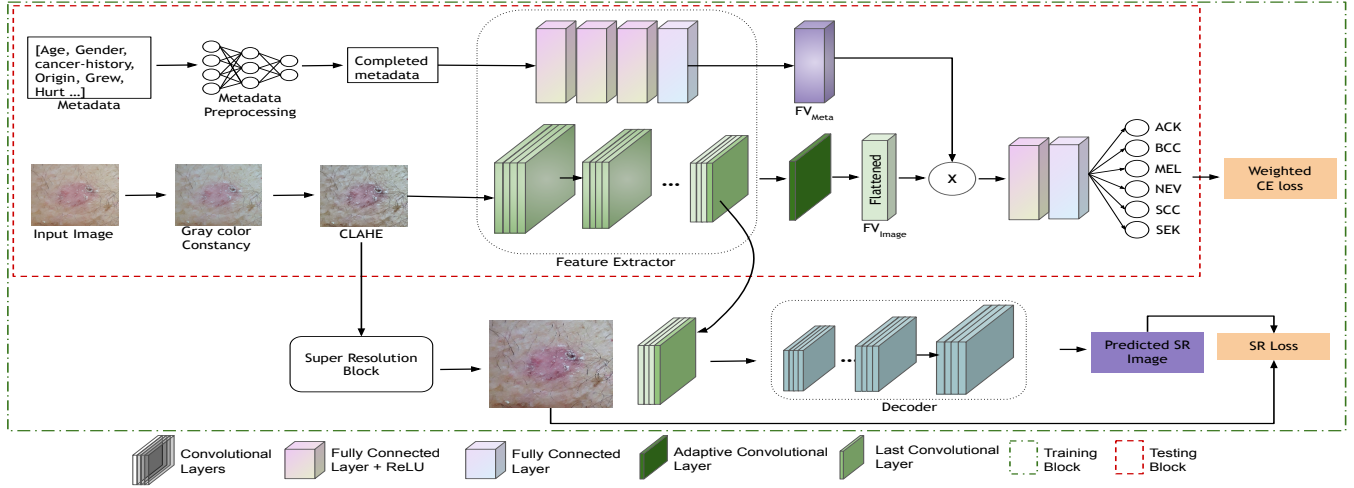 [Age, Gender,
cancer-history,
Origin, Grew,
Hurt ...]
Metadata
Metadata
Preprocessing
Completed
metadata
FV_Meta
Input Image
Gray color
Constancy
CLAHE
Feature Extractor
...
Flattened
FV_Image
X
ACK
BCC
MEL
NEV
SCC
SEK
Weighted
CE loss
Super Resolution
Block
...
Decoder
Predicted SR
Image
SR Loss
Convolutional
Layers
Fully Connected
Layer + ReLU
Fully Connected
Layer
Adaptive Convolutional
Layer
Last Convolutional
Layer
Training
Block
Testing
Block